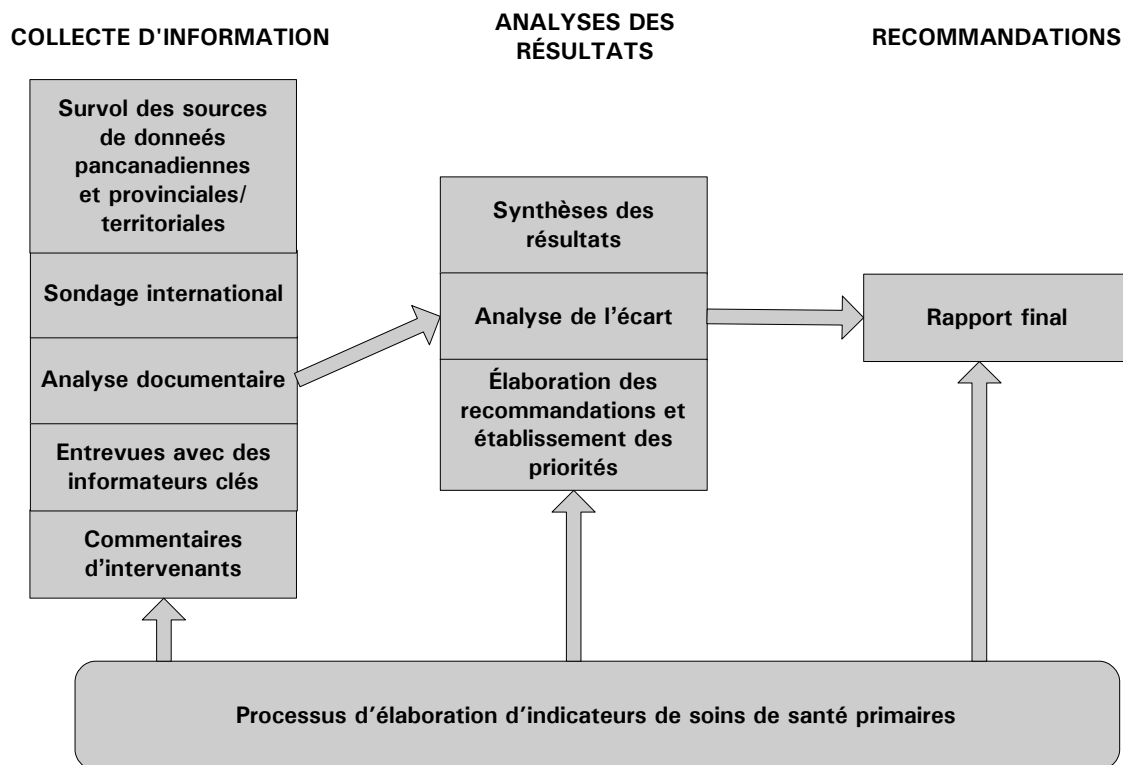 COLLECTE D'INFORMATION
ANALYSES DES
RÉSULTATS
RECOMMANDATIONS
Survol des sources
de donneés
pancanadiennes
et provinciales/
territoriales
Sondage international
Analyse documentaire
Entrevues avec des
informateurs clés
Commentaires
d'intervenants
Synthèses des
résultats
Analyse de l'écart
Élaboration des
recommandations et
établissement des
priorités
Rapport final
Processus d'élaboration d'indicateurs de soins de santé primaires